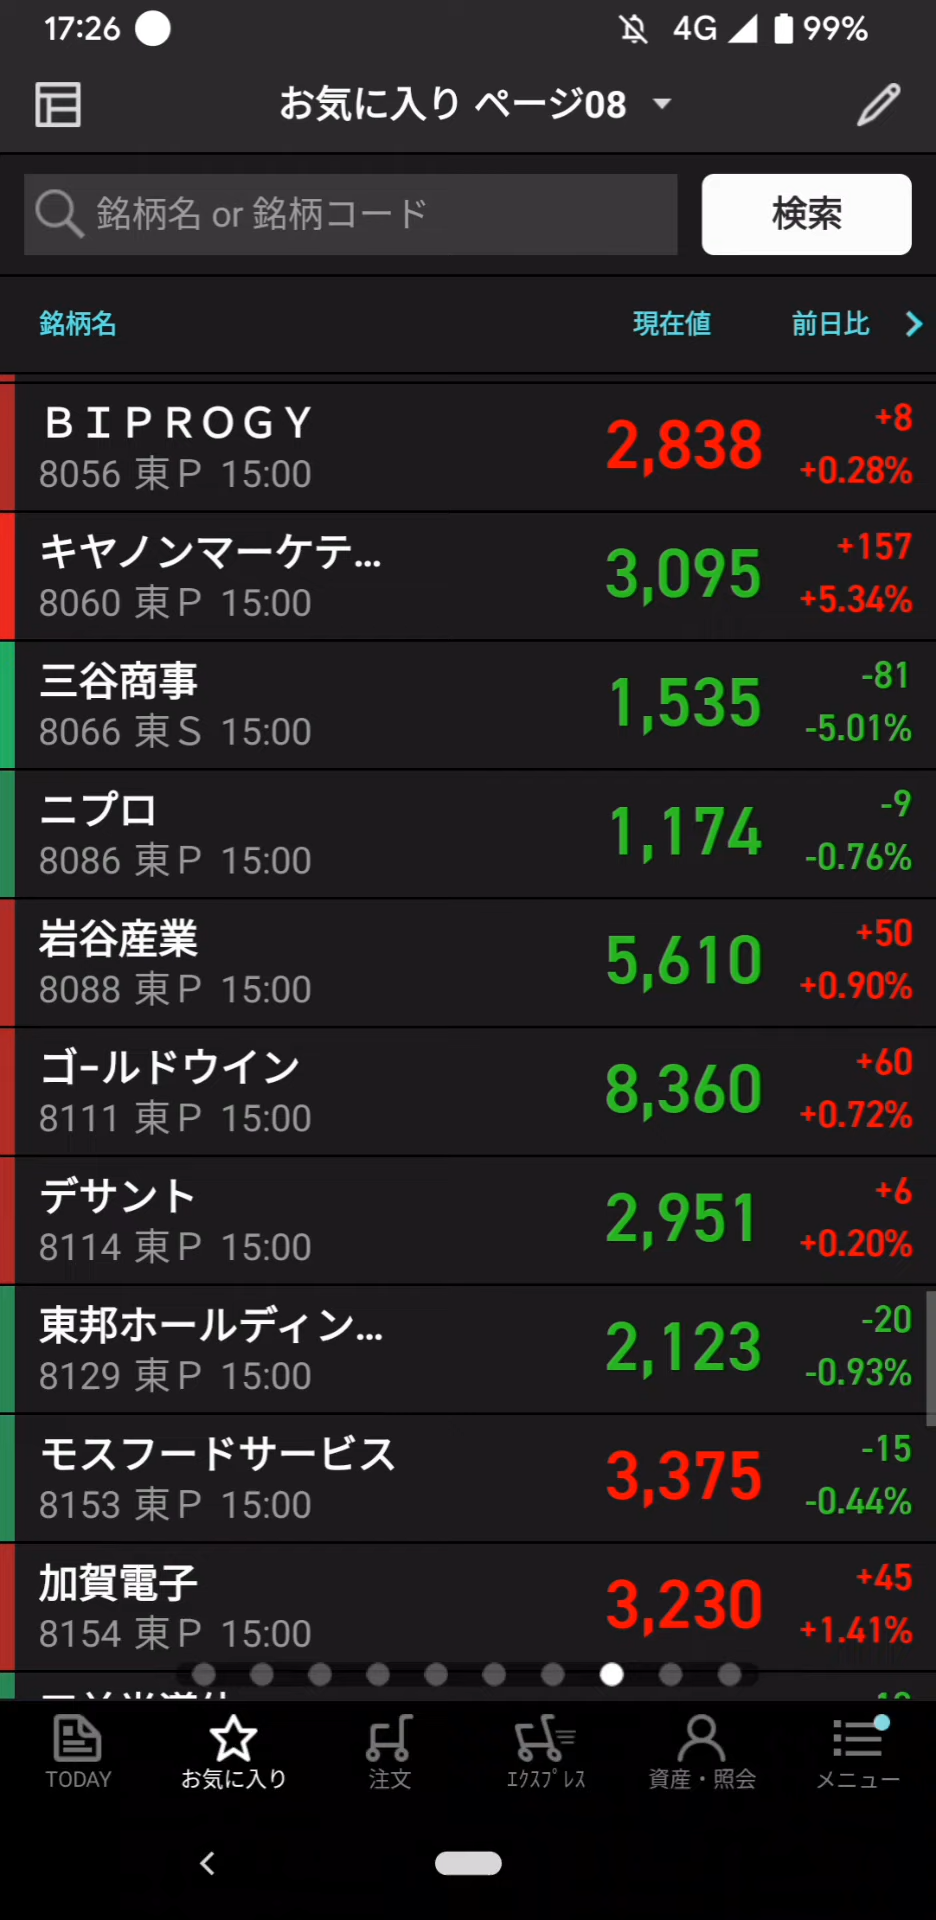 17:26 4G 99%
お気に入り ページ08
銘柄名 or 銘柄コード 検索
銘柄名 現在値 前日比
ＢＩＰＲＯＧＹ 2,838 +8
8056 東Ｐ 15:00 +0.28%
キヤノンマーケテ... 3,095 +157
8060 東Ｐ 15:00 +5.34%
三谷商事 1,535 -81
8066 東Ｓ 15:00 -5.01%
ニプロ 1,174 -9
8086 東Ｐ 15:00 -0.76%
岩谷産業 5,610 +50
8088 東Ｐ 15:00 +0.90%
ゴールドウイン 8,360 +60
8111 東Ｐ 15:00 +0.72%
デサント 2,951 +6
8114 東Ｐ 15:00 +0.20%
東邦ホールディン... 2,123 -20
8129 東Ｐ 15:00 -0.93%
モスフードサービス 3,375 -15
8153 東Ｐ 15:00 -0.44%
加賀電子 3,230 +45
8154 東Ｐ 15:00 +1.41%
TODAY お気に入り 注文 ｴｸｽﾌﾟﾚｽ 資産・照会 メニュー